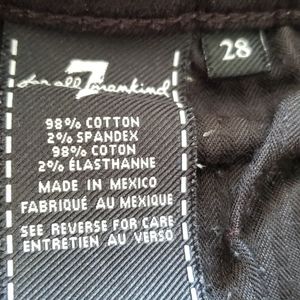 7
for all mankind
28
98% COTTON
2% SPANDEX
98% COTON
2% ÉLASTHANNE
MADE IN MEXICO
FABRIQUÉ AU MEXIQUE
SEE REVERSE FOR CARE
ENTRETIEN AU VERSO